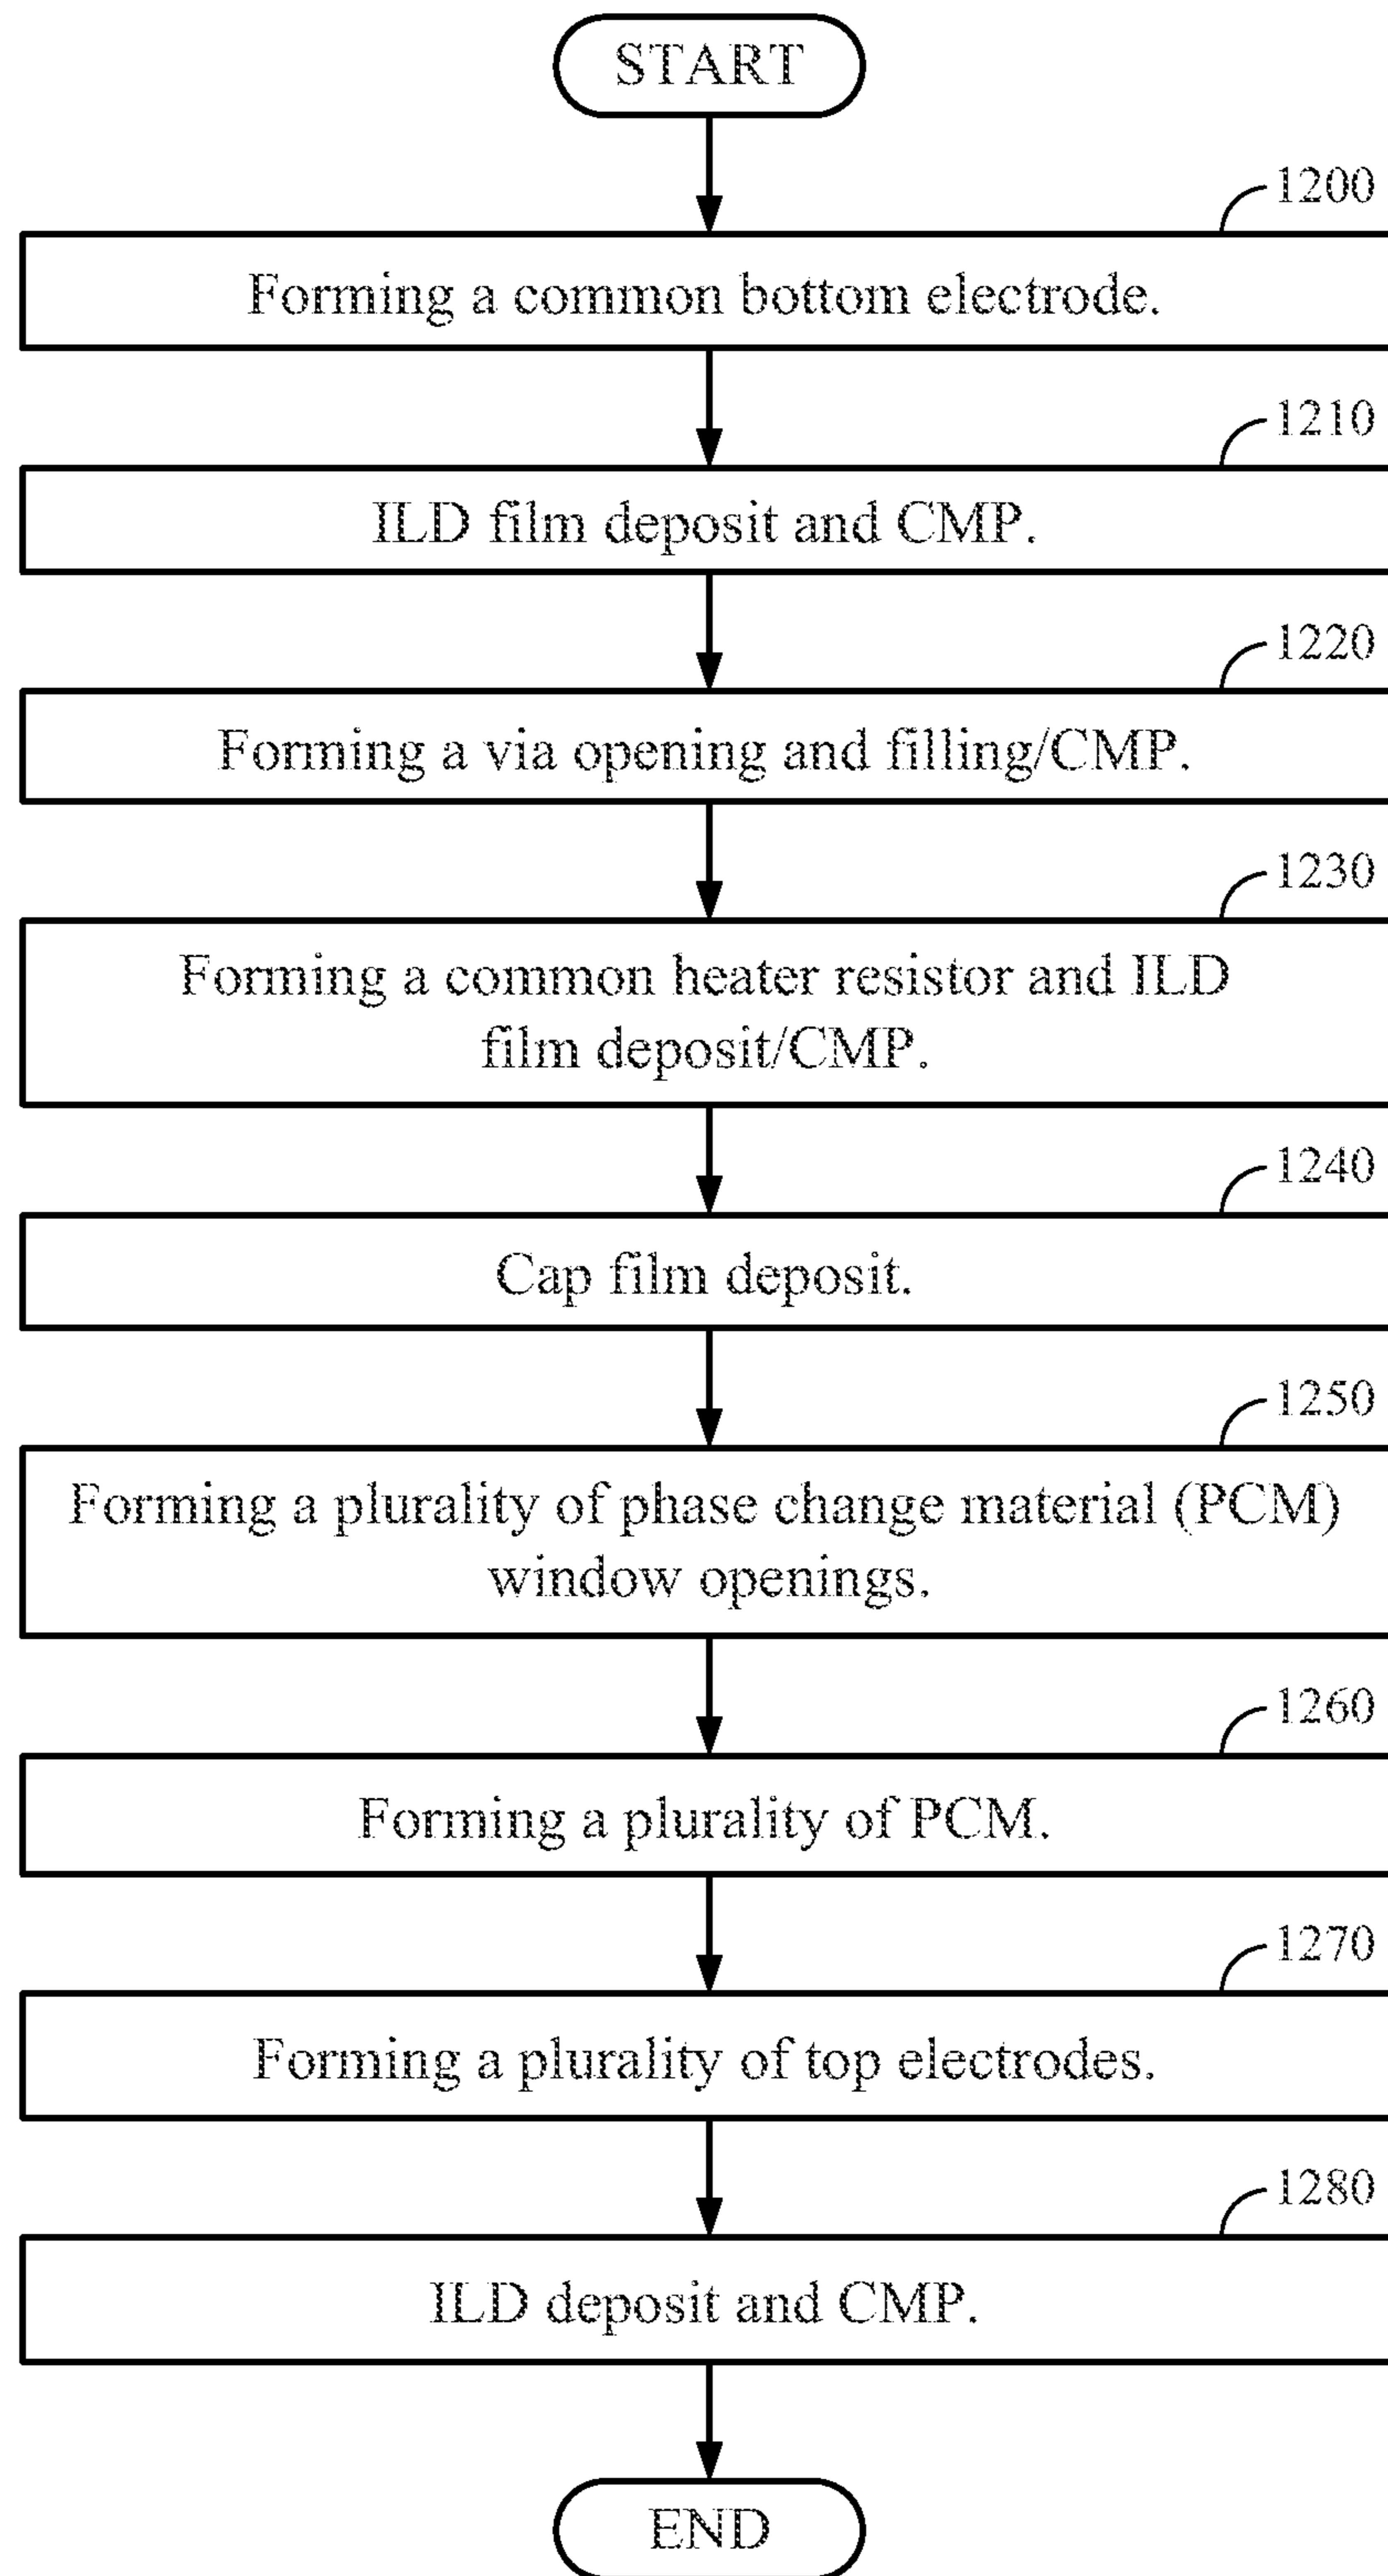 START
1200
Forming a common bottom electrode.
1210
ILD film deposit and CMP.
1220
Forming a via opening and filling/CMP.
1230
Forming a common heater resistor and ILD
film deposit/CMP.
1240
Cap film deposit.
1250
Forming a plurality of phase change material (PCM)
window openings.
1260
Forming a plurality of PCM.
1270
Forming a plurality of top electrodes.
1280
ILD deposit and CMP.
END